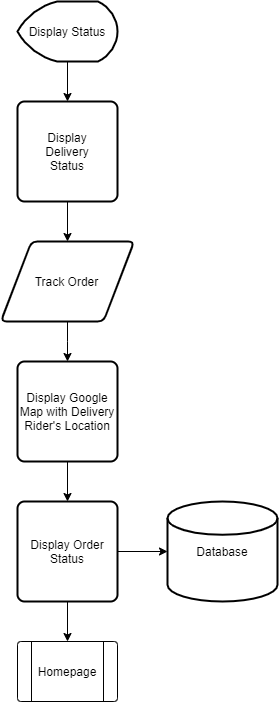 Display Status
Display
Delivery
Status
Track Order
Display Google
Map with Delivery
Rider's Location
Display Order
Status
Database
Homepage